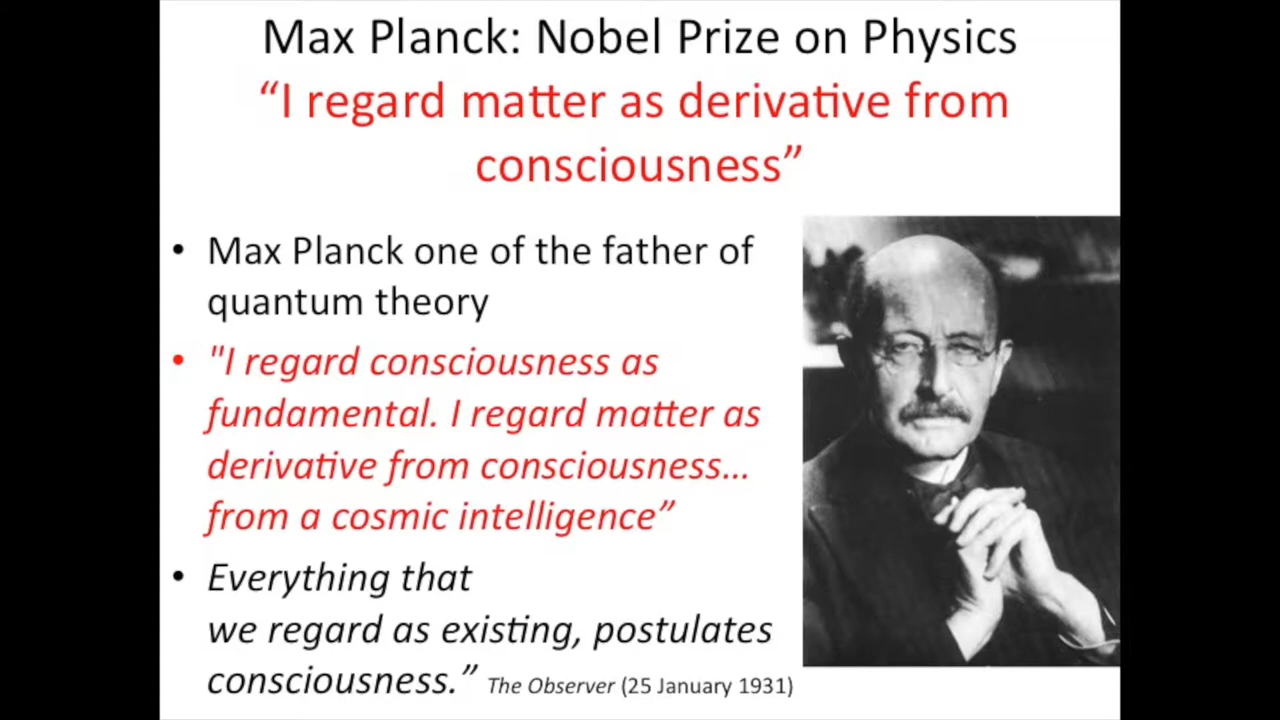 Max Planck: Nobel Prize on Physics
“I regard matter as derivative from
consciousness”
• Max Planck one of the father of
quantum theory
• "I regard consciousness as
fundamental. I regard matter as
derivative from consciousness…
from a cosmic intelligence”
• Everything that
we regard as existing, postulates
consciousness.” The Observer (25 January 1931)